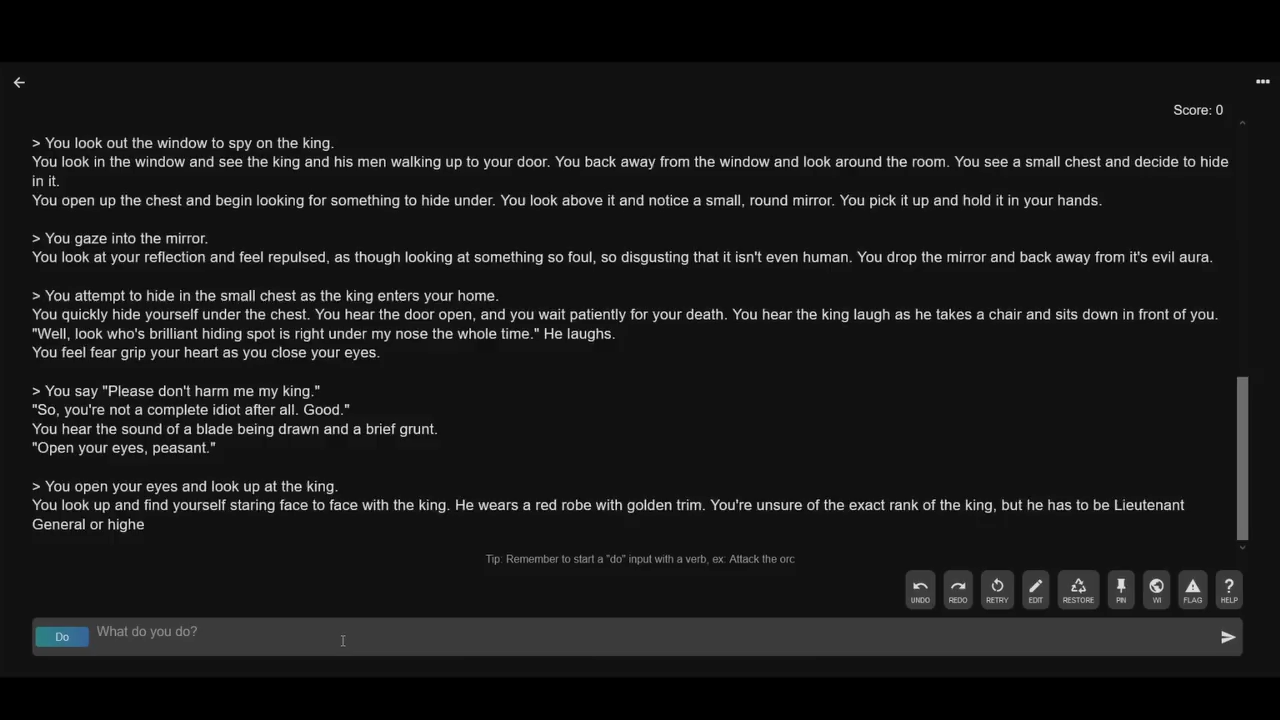 Score: 0
> You look out the window to spy on the king.
You look in the window and see the king and his men walking up to your door. You back away from the window and look around the room. You see a small chest and decide to hide
in it.
You open up the chest and begin looking for something to hide under. You look above it and notice a small, round mirror. You pick it up and hold it in your hands.
> You gaze into the mirror.
You look at your reflection and feel repulsed, as though looking at something so foul, so disgusting that it isn't even human. You drop the mirror and back away from it's evil aura.
> You attempt to hide in the small chest as the king enters your home.
You quickly hide yourself under the chest. You hear the door open, and you wait patiently for your death. You hear the king laugh as he takes a chair and sits down in front of you.
"Well, look who's brilliant hiding spot is right under my nose the whole time." He laughs.
You feel fear grip your heart as you close your eyes.
> You say "Please don't harm me my king."
"So, you're not a complete idiot after all. Good."
You hear the sound of a blade being drawn and a brief grunt.
"Open your eyes, peasant."
> You open your eyes and look up at the king.
You look up and find yourself staring face to face with the king. He wears a red robe with golden trim. You're unsure of the exact rank of the king, but he has to be Lieutenant
General or highe
Tip: Remember to start a "do" input with a verb, ex: Attack the orc
UNDO REDO RETRY EDIT RESTORE PIN WI FLAG HELP
Do What do you do?